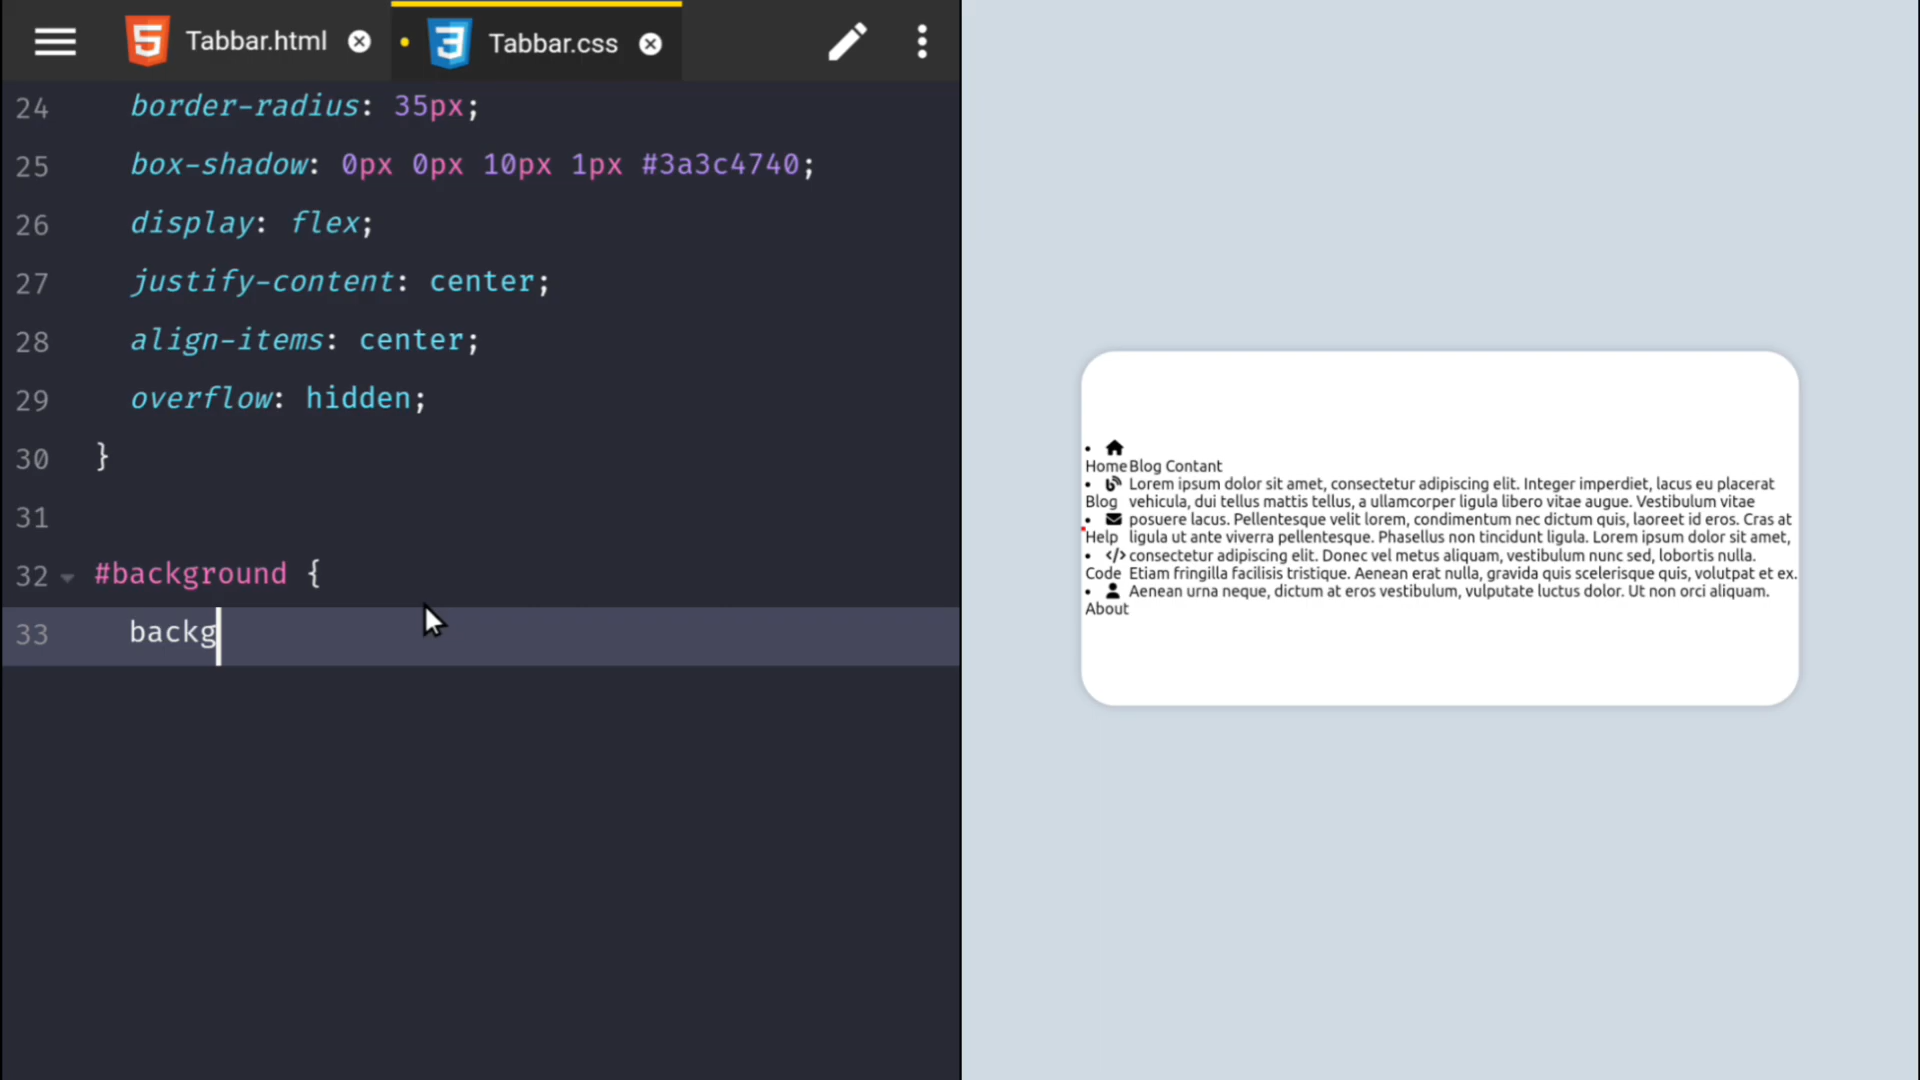 Tabbar.html
Tabbar.css
24 border-radius: 35px;
25 box-shadow: 0px 0px 10px 1px #3a3c4740;
26 display: flex;
27 justify-content: center;
28 align-items: center;
29 overflow: hidden;
30 }
31
32 #background {
33 backg
Home Blog Contant
Lorem ipsum dolor sit amet, consectetur adipiscing elit. Integer imperdiet, lacus eu placerat
Blog vehicula, dui tellus mattis tellus, a ullamcorper ligula libero vitae augue. Vestibulum vitae
posuere lacus. Pellentesque velit lorem, condimentum nec dictum quis, laoreet id eros. Cras at
Help ligula ut ante viverra pellentesque. Phasellus non tincidunt ligula. Lorem ipsum dolor sit amet,
consectetur adipiscing elit. Donec vel metus aliquam, vestibulum nunc sed, lobortis nulla.
Code Etiam fringilla facilisis tristique. Aenean erat nulla, gravida quis scelerisque quis, volutpat et ex.
Aenean urna neque, dictum at eros vestibulum, vulputate luctus dolor. Ut non orci aliquam.
About